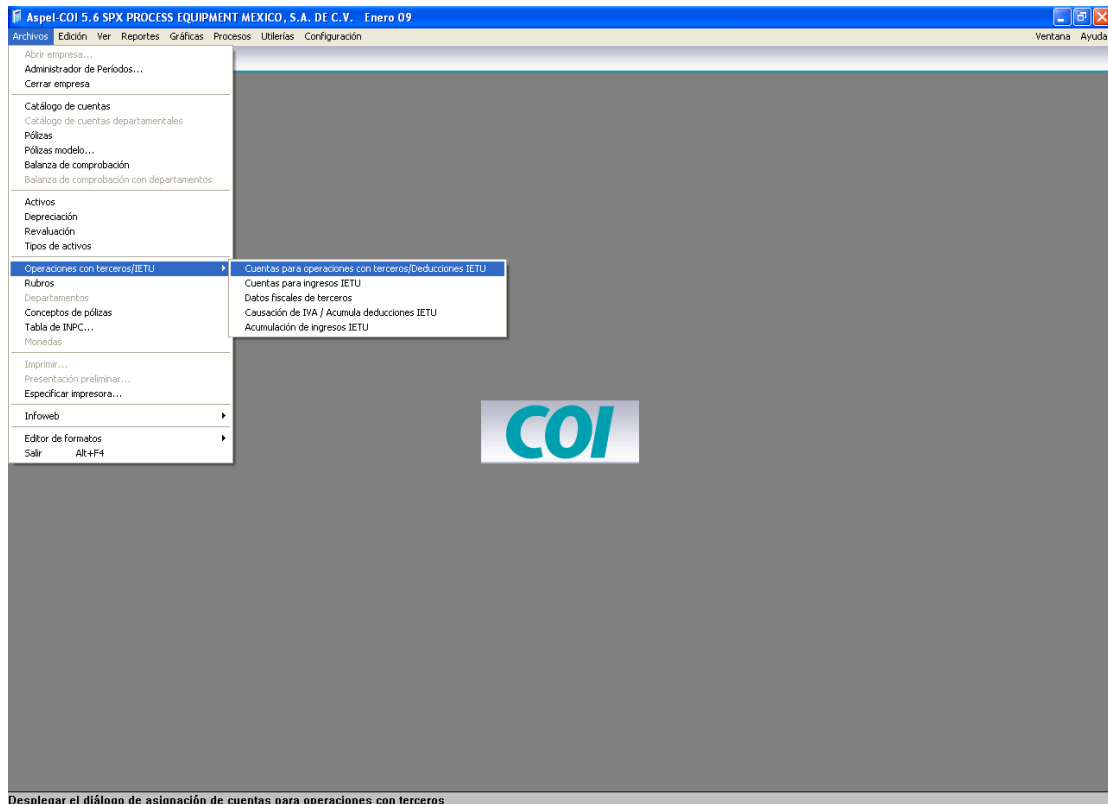 Aspel-COI 5.6 SPX PROCESS EQUIPMENT MEXICO, S.A. DE C.V. Enero 09
Archivos Edición Ver Reportes Gráficas Procesos Utilerías Configuración Ventana Ayuda
Abrir empresa...
Administrador de Períodos...
Cerrar empresa
Catálogo de cuentas
Catálogo de cuentas departamentales
Pólizas
Pólizas modelo...
Balanza de comprobación
Balanza de comprobación con departamentos
Activos
Depreciación
Revaluación
Tipos de activos
Operaciones con terceros/IETU
Cuentas para operaciones con terceros/Deducciones IETU
Rubros
Cuentas para ingresos IETU
Departamentos
Datos fiscales de terceros
Conceptos de pólizas
Causación de IVA / Acumula deducciones IETU
Tabla de INPC...
Acumulación de ingresos IETU
Monedas
Imprimir...
Presentación preliminar...
Especificar impresora...
Infoweb
Editor de formatos
Salir Alt+F4
COI
Desplegar el diálogo de asignación de cuentas para operaciones con terceros